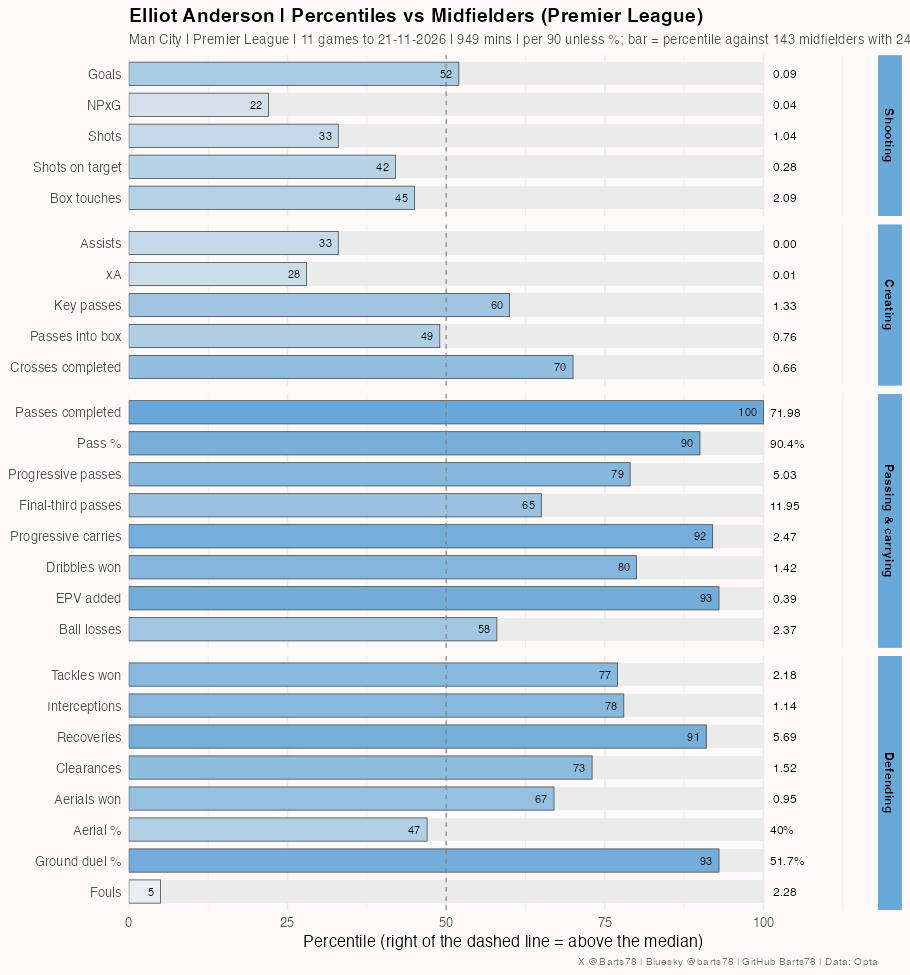 Elliot Anderson | Percentiles vs Midfielders (Premier League)
Man City | Premier League | 11 games to 21-11-2026 | 949 mins | per 90 unless %; bar = percentile against 143 midfielders with 24
Goals 52 0.09
NPxG 22 0.04
Shots 33 1.04
Shots on target 42 0.28
Box touches 45 2.09
Shooting
Assists 33 0.00
xA 28 0.01
Key passes 60 1.33
Passes into box 49 0.76
Crosses completed 70 0.66
Creating
Passes completed 100 71.98
Pass % 90 90.4%
Progressive passes 79 5.03
Final-third passes 65 11.95
Progressive carries 92 2.47
Dribbles won 80 1.42
EPV added 93 0.39
Ball losses 58 2.37
Passing & carrying
Tackles won 77 2.18
Interceptions 78 1.14
Recoveries 91 5.69
Clearances 73 1.52
Aerials won 67 0.95
Aerial % 47 40%
Ground duel % 93 51.7%
Fouls 5 2.28
Defending
0 25 50 75 100
Percentile (right of the dashed line = above the median)
X @Barts78 | Bluesky @barts78 | GitHub Barts78 | Data: Opta